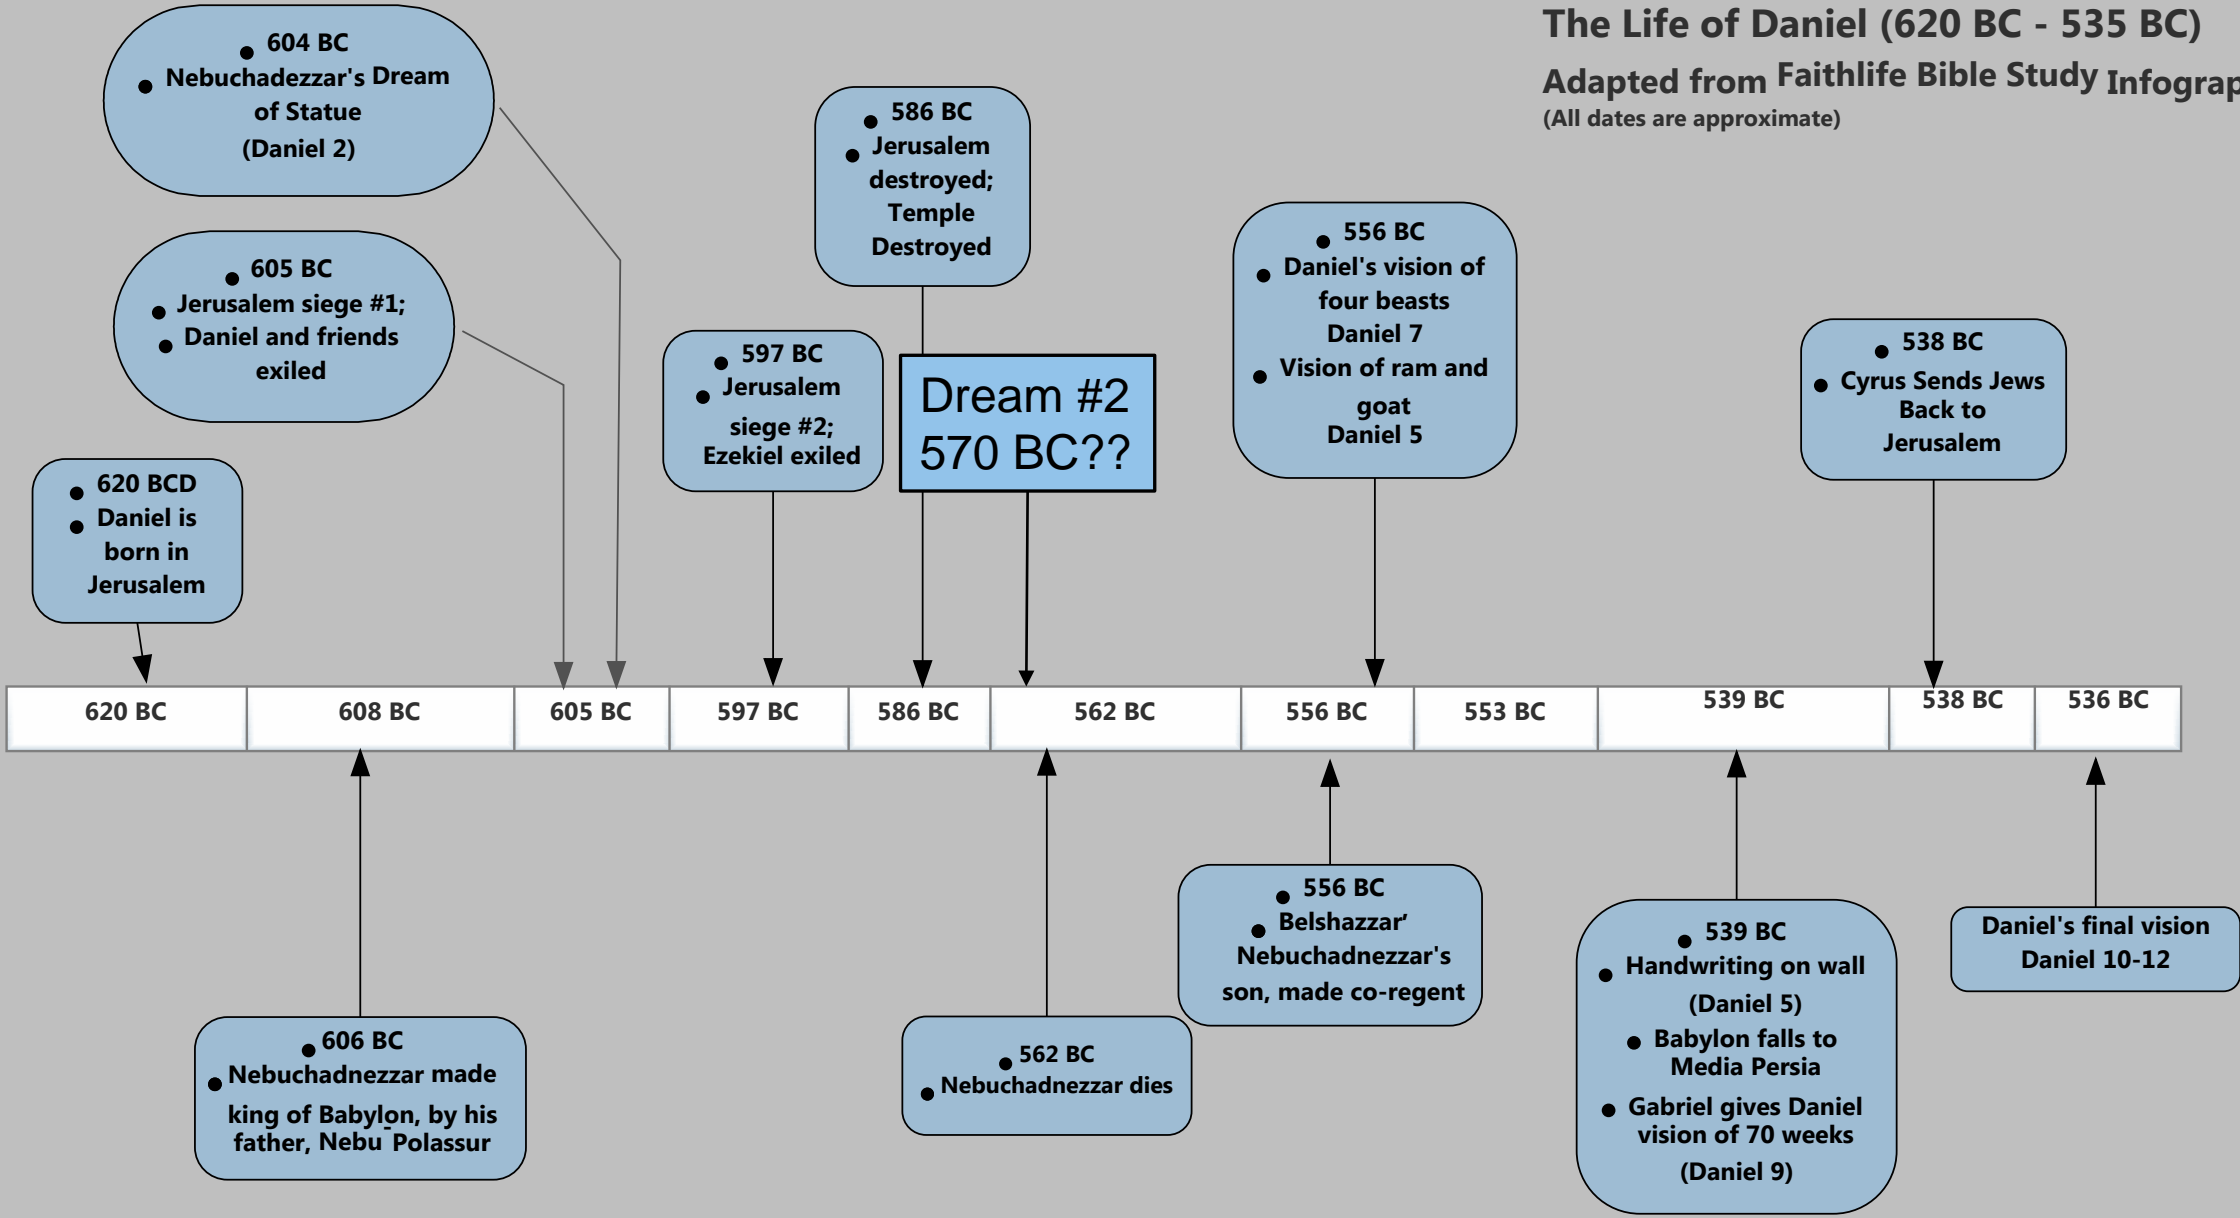 The Life of Daniel (620 BC - 535 BC)
Adapted from Faithlife Bible Study Infograp
(All dates are approximate)
604 BC
Nebuchadezzar's Dream
of Statue
(Daniel 2)
605 BC
Jerusalem siege #1;
Daniel and friends
exiled
620 BCD
Daniel is
born in
Jerusalem
597 BC
Jerusalem
siege #2;
Ezekiel exiled
586 BC
Jerusalem
destroyed;
Temple
Destroyed
Dream #2
570 BC??
556 BC
Daniel's vision of
four beasts
Daniel 7
Vision of ram and
goat
Daniel 5
538 BC
Cyrus Sends Jews
Back to
Jerusalem
620 BC 608 BC 605 BC 597 BC 586 BC 562 BC 556 BC 553 BC 539 BC 538 BC 536 BC
606 BC
Nebuchadnezzar made
king of Babylon, by his
father, Nebu-Polassur
562 BC
Nebuchadnezzar dies
556 BC
Belshazzar’
Nebuchadnezzar's
son, made co-regent
539 BC
Handwriting on wall
(Daniel 5)
Babylon falls to
Media Persia
Gabriel gives Daniel
vision of 70 weeks
(Daniel 9)
Daniel's final vision
Daniel 10-12